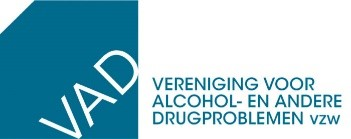 VAD
VERENIGING VOOR
ALCOHOL- EN ANDERE
DRUGPROBLEMEN vzw